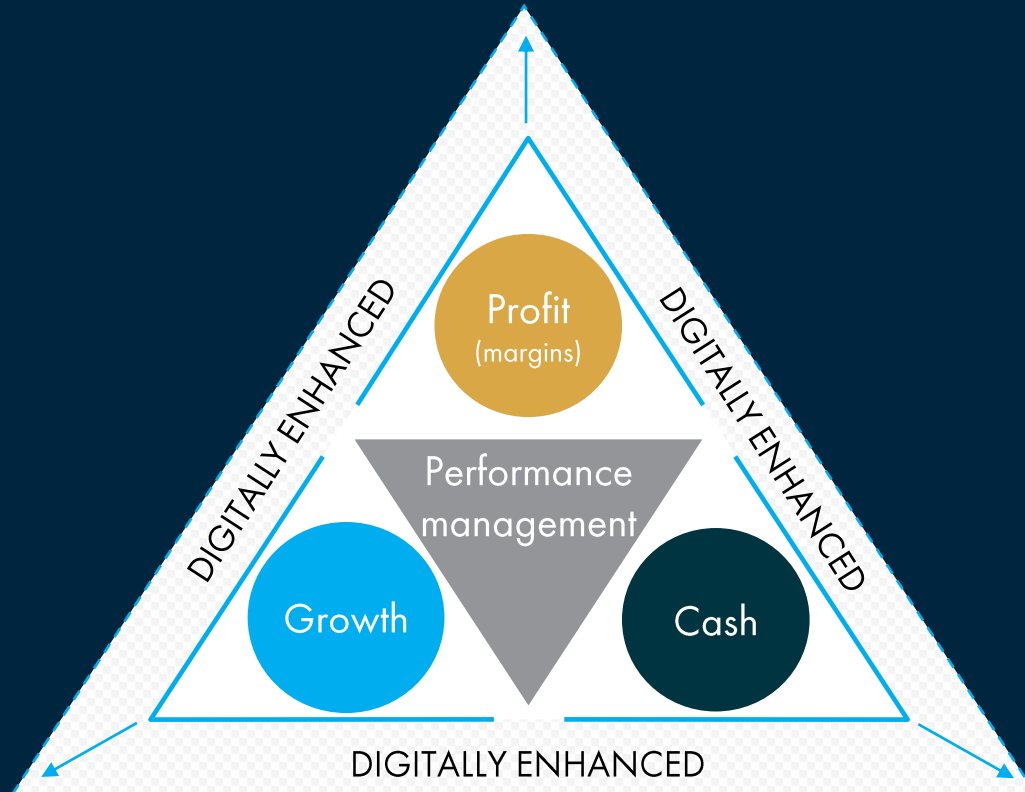 Profit
(margins)
DIGITALLY ENHANCED
DIGITALLY ENHANCED
Performance
management
Growth
Cash
DIGITALLY ENHANCED